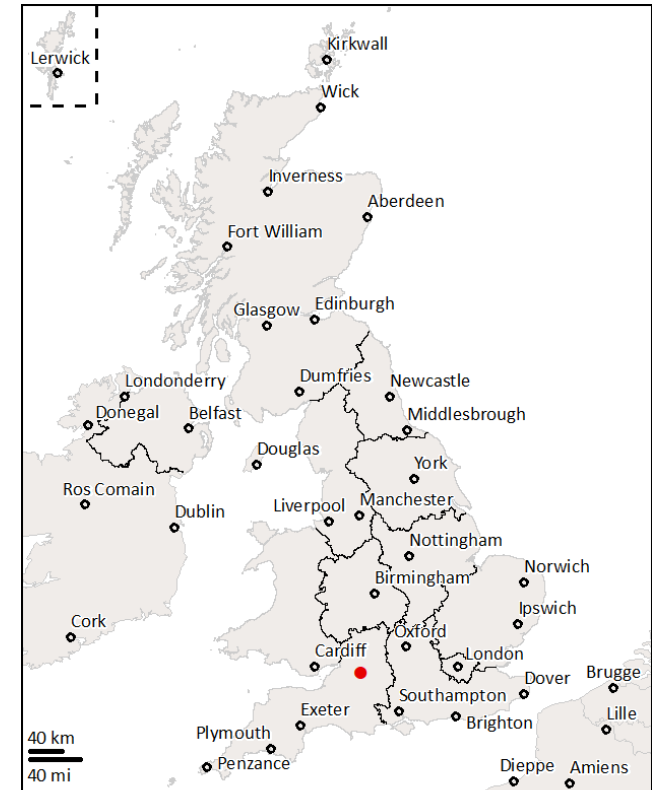 Kirkwall
Lerwick
Wick
Inverness
Aberdeen
Fort William
Glasgow
Edinburgh
Dumfries
Londonderry
Newcastle
Donegal
Belfast
Middlesbrough
Douglas
York
Ros Comain
Manchester
Liverpool
Dublin
Nottingham
Norwich
Birmingham
Ipswich
Cork
Oxford
Cardiff
London
Dover
Brugge
Southampton
Exeter
Lille
Brighton
Plymouth
40 km
Penzance
Dieppe
Amiens
40 mi